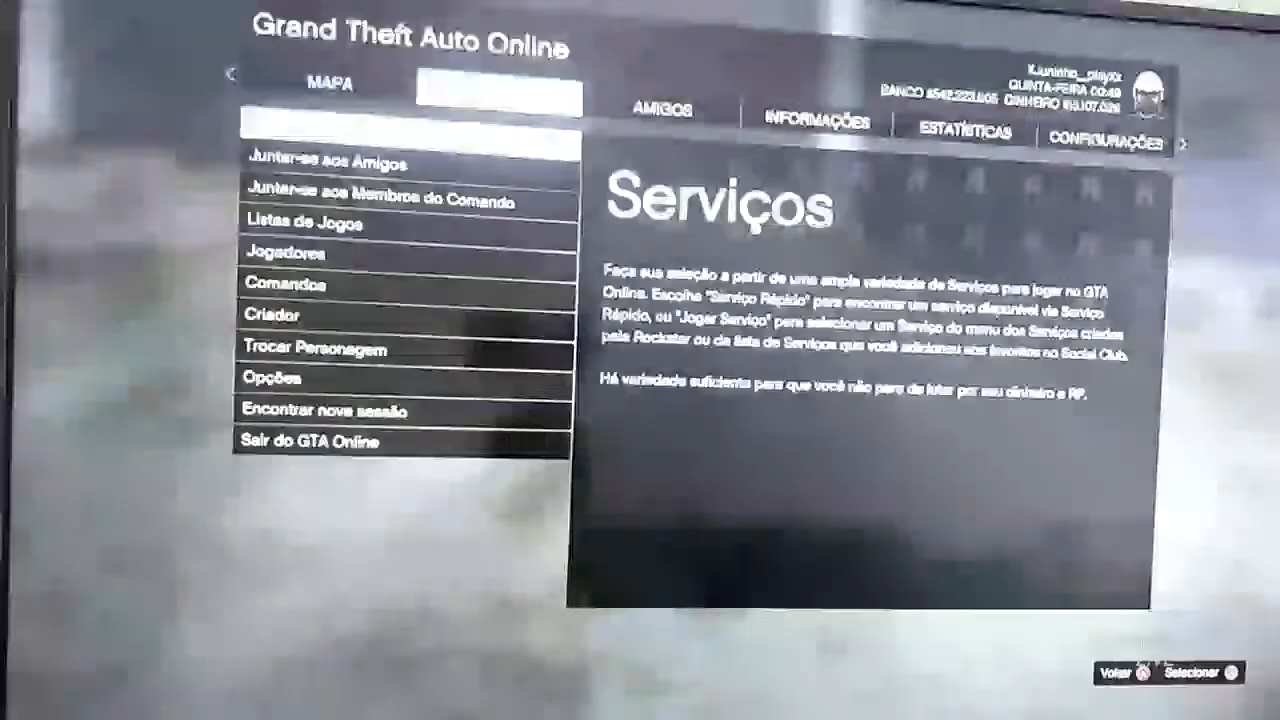 Grand Theft Auto Online
MAPA
AMIGOS
INFORMAÇÕES
ESTATÍSTICAS
CONFIGURAÇÕES
QUINTA-FEIRA 00:49
BANCO DINHEIRO
Juntar-se aos Amigos
Juntar-se aos Membros do Comando
Listas de Jogos
Jogadores
Comandos
Criador
Trocar Personagem
Opções
Encontrar nova sessão
Sair do GTA Online
Serviços
Faça sua seleção a partir de uma ampla variedade de Serviços para jogar no GTA
Online. Escolha "Serviço Rápido" para encontrar um serviço disponível via Serviço
Rápido, ou "Jogar Serviço" para selecionar um Serviço do menu dos Serviços criados
pela Rockstar ou da lista de Serviços que você adicionou aos favoritos no Social Club.
Há variedade suficiente para que você não pare de lutar por seu dinheiro e RP.
Voltar
Selecionar